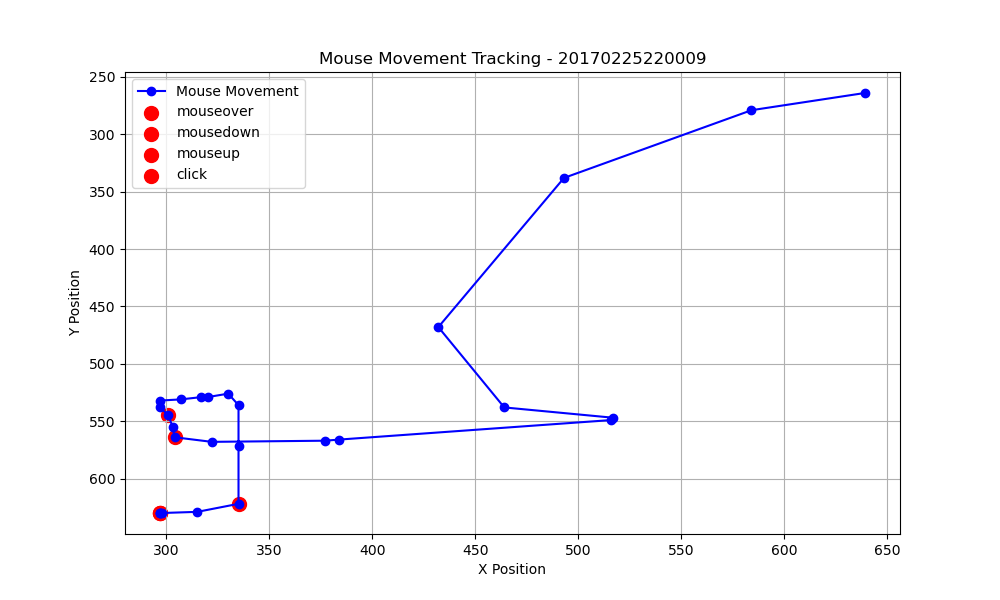 Mouse Movement Tracking - 20170225220009
Mouse Movement
mouseover
mousedown
mouseup
click
Y Position
250
300
350
400
450
500
550
600
300 350 400 450 500 550 600 650
X Position